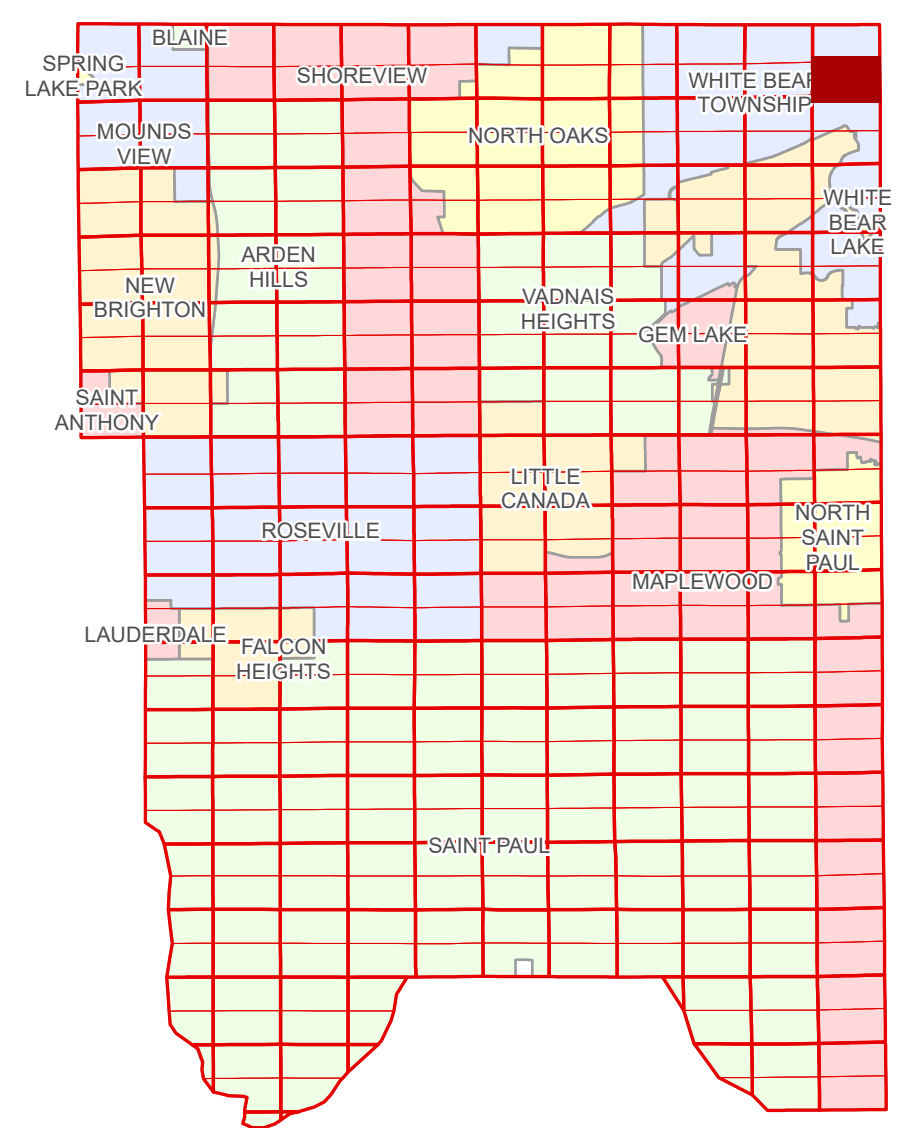 BLAINE
SPRING
LAKE PARK
SHOREVIEW
WHITE BEAR
TOWNSHIP
MOUNDS
VIEW
NORTH OAKS
WHITE
BEAR
LAKE
ARDEN
HILLS
NEW
BRIGHTON
VADNAIS
HEIGHTS
GEM LAKE
SAINT
ANTHONY
LITTLE
CANADA
ROSEVILLE
NORTH
SAINT
PAUL
MAPLEWOOD
LAUDERDALE
FALCON
HEIGHTS
SAINT PAUL